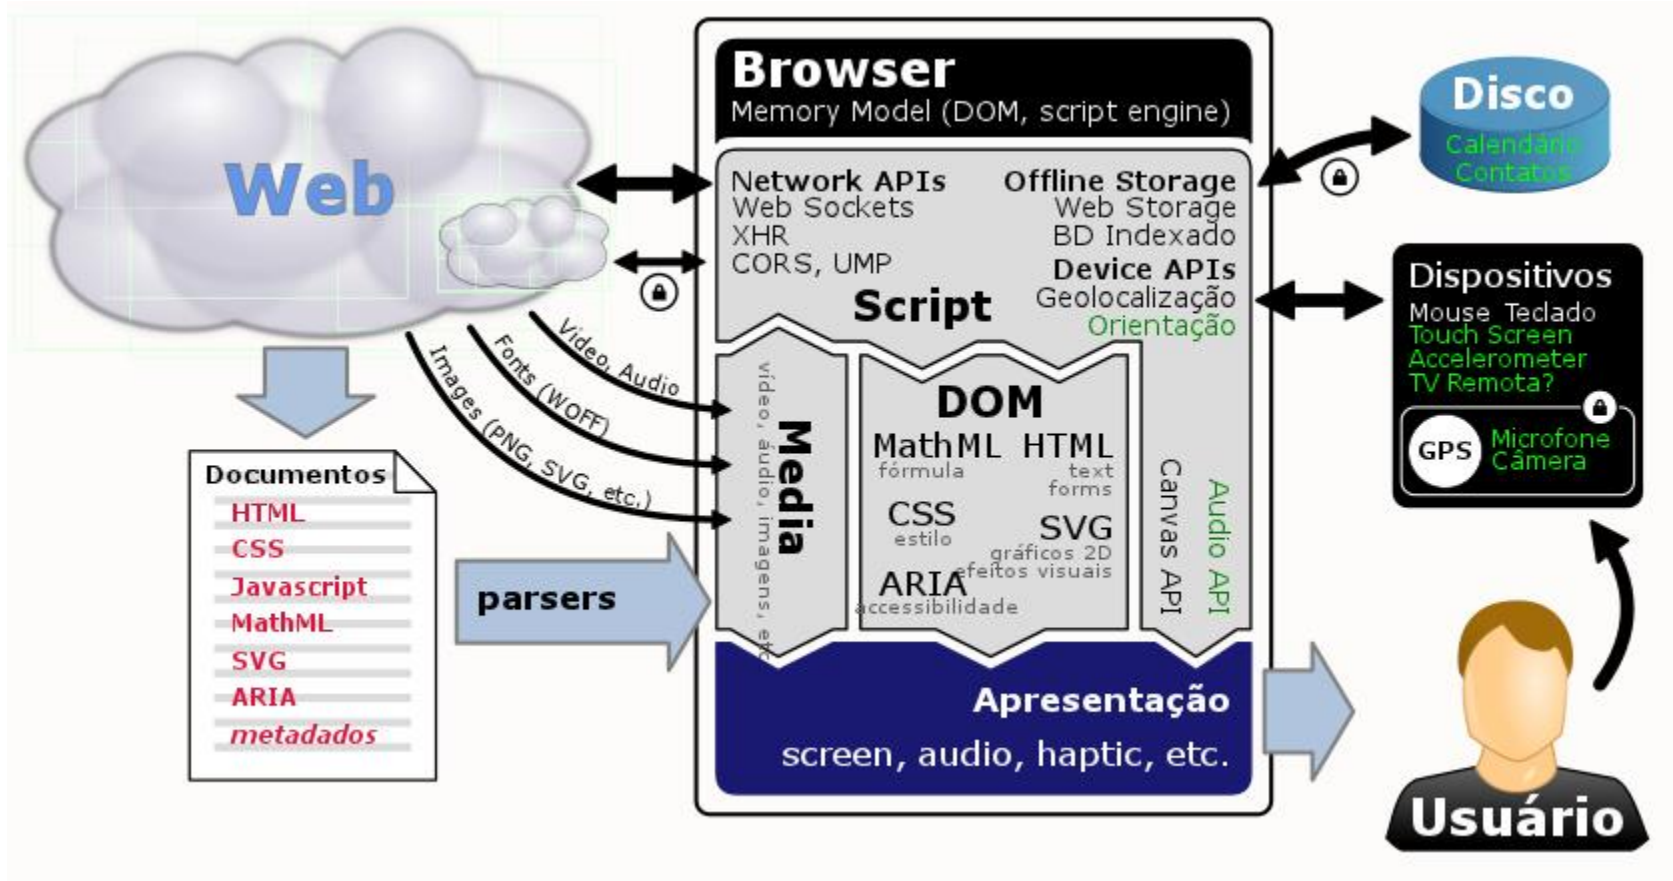 Web
Browser
Memory Model (DOM, script engine)
Network APIs
Web Sockets
XHR
CORS, UMP
Offline Storage
Web Storage
BD Indexado
Device APIs
Geolocalização
Orientação
Script
Disco
Calendário
Contatos
Dispositivos
Mouse Teclado
Touch Screen
Accelerometer
TV Remota?
GPS
Microfone
Câmera
Video, Audio
Fonts (WOFF)
Images (PNG, SVG, etc.)
Documentos
HTML
CSS
Javascript
MathML
SVG
ARIA
metadados
parsers
Media
vídeo, áudio, imagens, etc
DOM
MathML
fórmula
HTML
text
forms
CSS
estilo
SVG
gráficos 2D
efeitos visuais
ARIA
accessibilidade
Canvas API
Audio API
Apresentação
screen, audio, haptic, etc.
Usuário